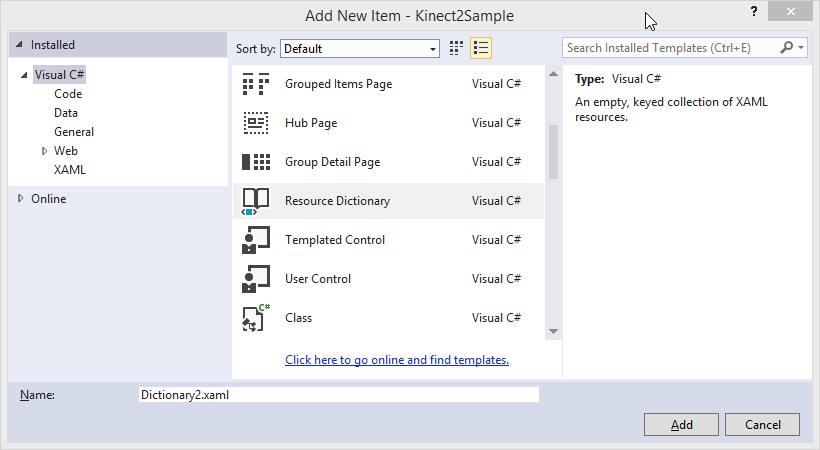 Add New Item - Kinect2Sample
?
Installed
Sort by: Default
Search Installed Templates (Ctrl+E)
Visual C#
Code
Data
General
Web
XAML
Online
Grouped Items Page Visual C#
Hub Page Visual C#
Group Detail Page Visual C#
Resource Dictionary Visual C#
Templated Control Visual C#
User Control Visual C#
C#
Class Visual C#
Click here to go online and find templates.
Type: Visual C#
An empty, keyed collection of XAML
resources.
Name: Dictionary2.xaml
Add Cancel